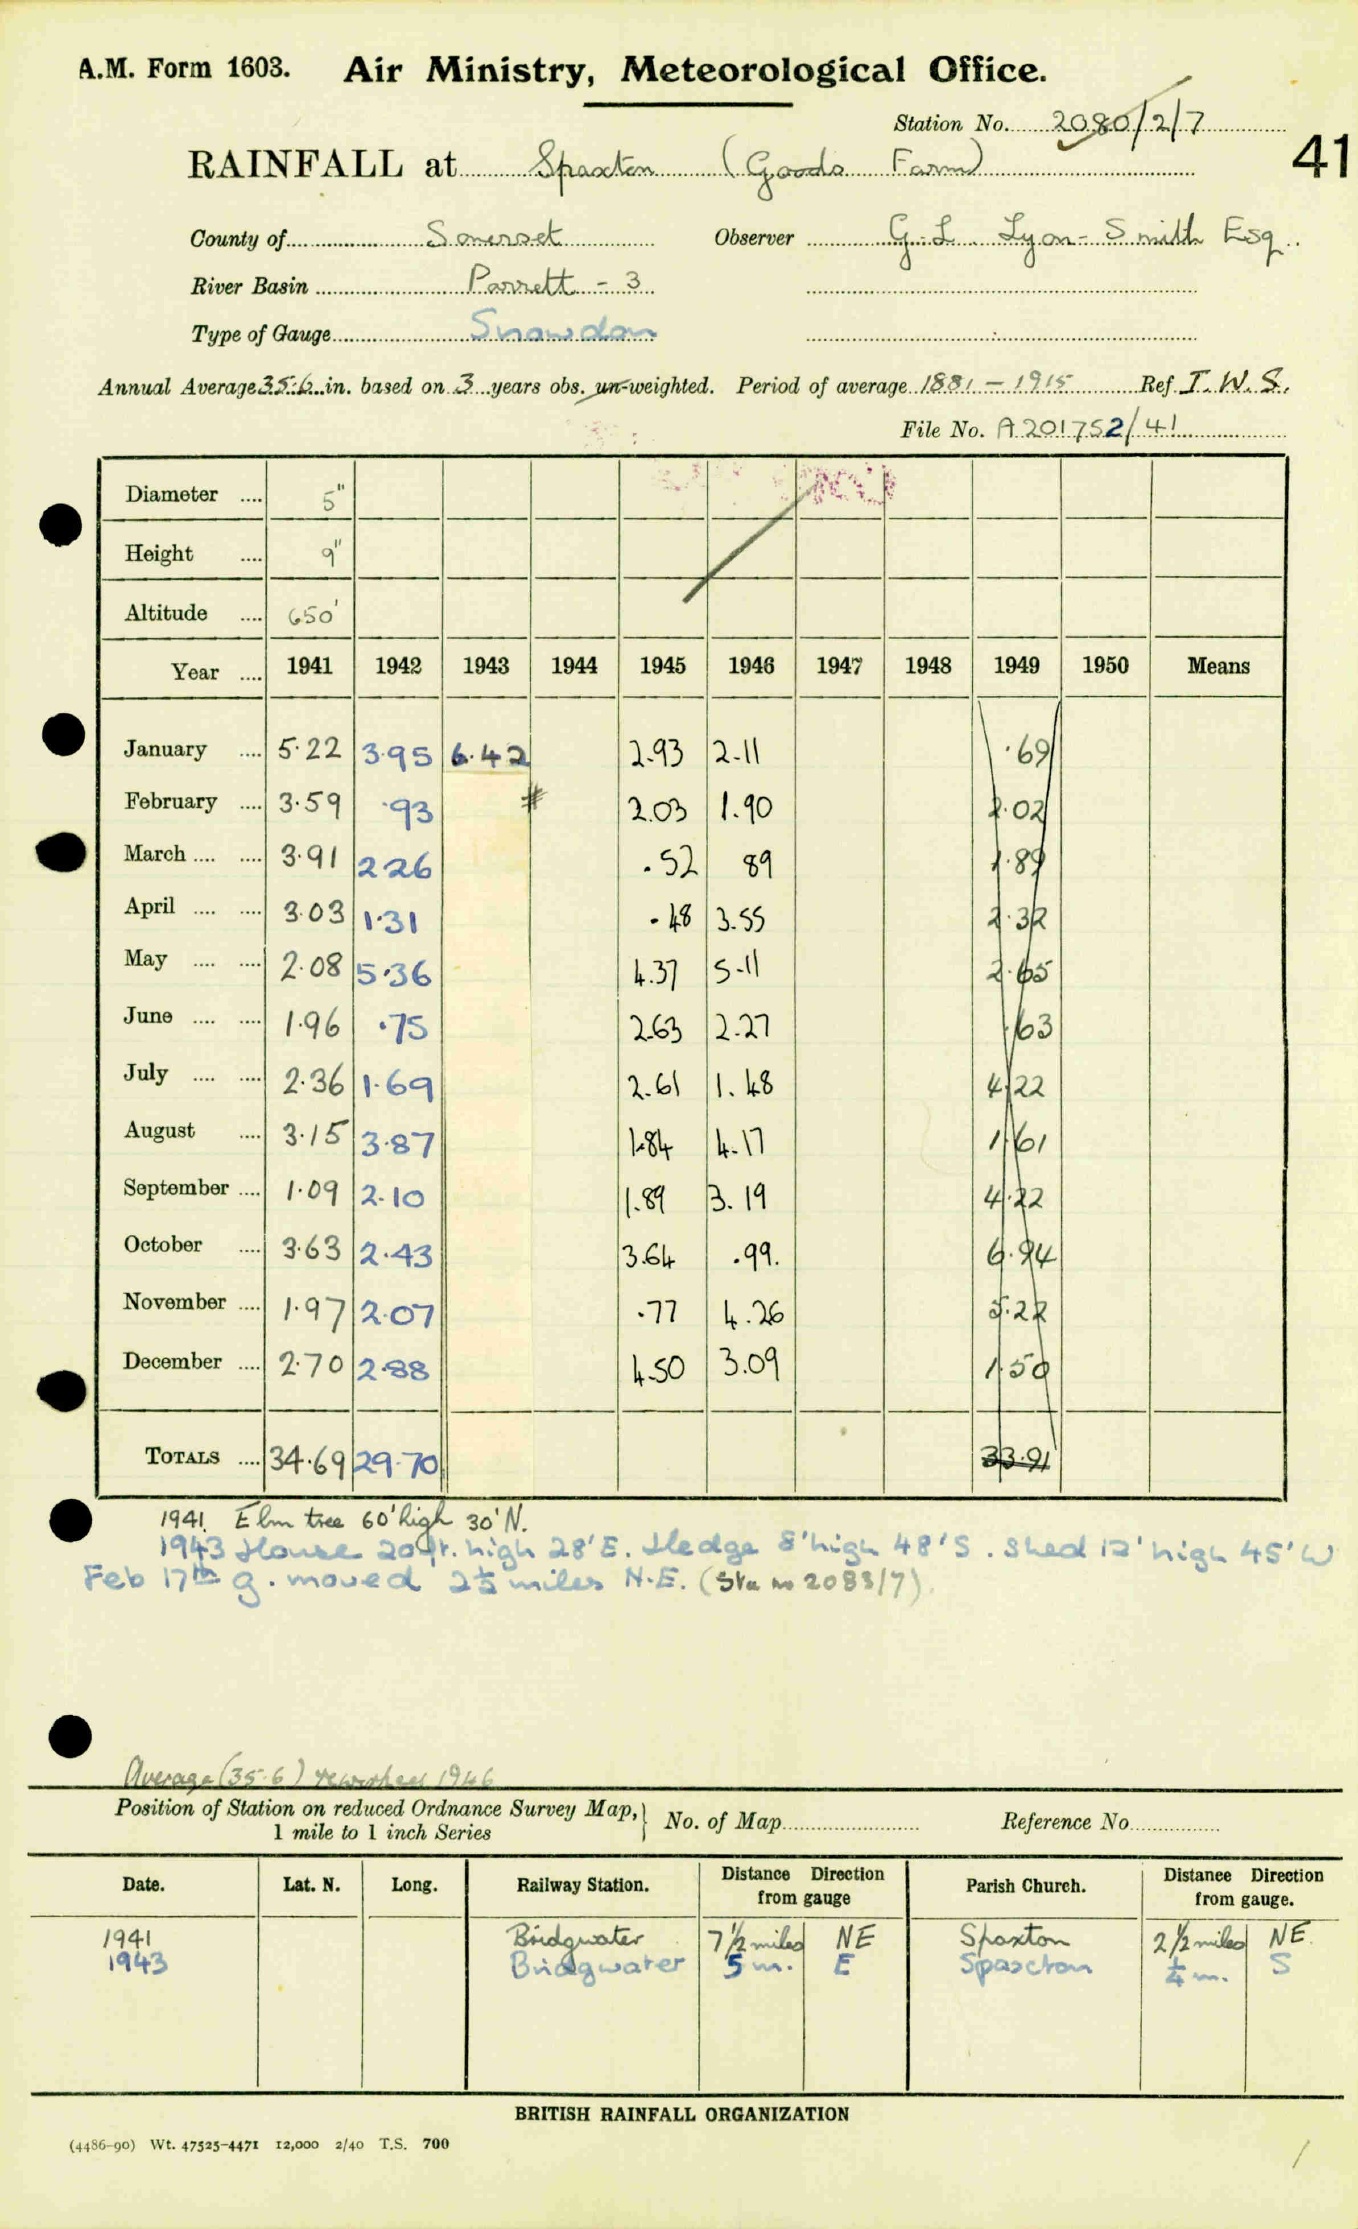 A.M. Form 1603. Air Ministry, Meteorological Office.
Station No. 2080/2/7
41
RAINFALL at Spaxton (Goods Farm)
County of Somerset Observer G. L. Lyon-Smith Esq.
River Basin Parrett - 3
Type of Gauge Snowdon
Annual Average 35.6 in. based on 3 years obs. un-weighted. Period of average 1881 - 1915 Ref I. W. S.
File No. A201752/41
Diameter .... 5"
Height .... 9"
Altitude .... 650'
Year .... 1941 1942 1943 1944 1945 1946 1947 1948 1949 1950 Means
January .... 5.22 3.95 6.42 2.93 2.11 .69
February .... 3.59 .93 # 2.03 1.90 2.02
March .... .... 3.91 2.26 .52 89 1.89
April .... .... 3.03 1.31 .48 3.55 2.32
May .... .... 2.08 5.36 4.37 5.11 2.65
June .... .... 1.96 .75 2.63 2.27 .63
July .... .... 2.36 1.69 2.61 1.48 4.22
August .... 3.15 3.87 1.84 4.17 1.61
September .... 1.09 2.10 1.89 3.19 4.22
October .... 3.63 2.43 3.64 .99. 6.94
November .... 1.97 2.07 .77 4.26 5.22
December .... 2.70 2.88 4.50 3.09 1.50
TOTALS .... 34.69 29.70 33.91
1941. Elm tree 60' high 30' N.
1943 House 20 ft. high 28' E. Hedge 8' high 48' S. Shed 12' high 45' W
Feb 17th g. moved 2½ miles N.E. (Sta no 2083/7)
Average (35.6) 1946
Position of Station on reduced Ordnance Survey Map, } No. of Map Reference No
1 mile to 1 inch Series
Date. Lat. N. Long. Railway Station. Distance Direction from gauge Parish Church. Distance Direction from gauge.
1941 Bridgwater 7½ miles NE Spaxton 2½ miles NE.
1943 Bridgwater 5 m. E Spaxton ¼ m. S
BRITISH RAINFALL ORGANIZATION
(4486-90) Wt. 47525-4471 12,000 2/40 T.S. 700